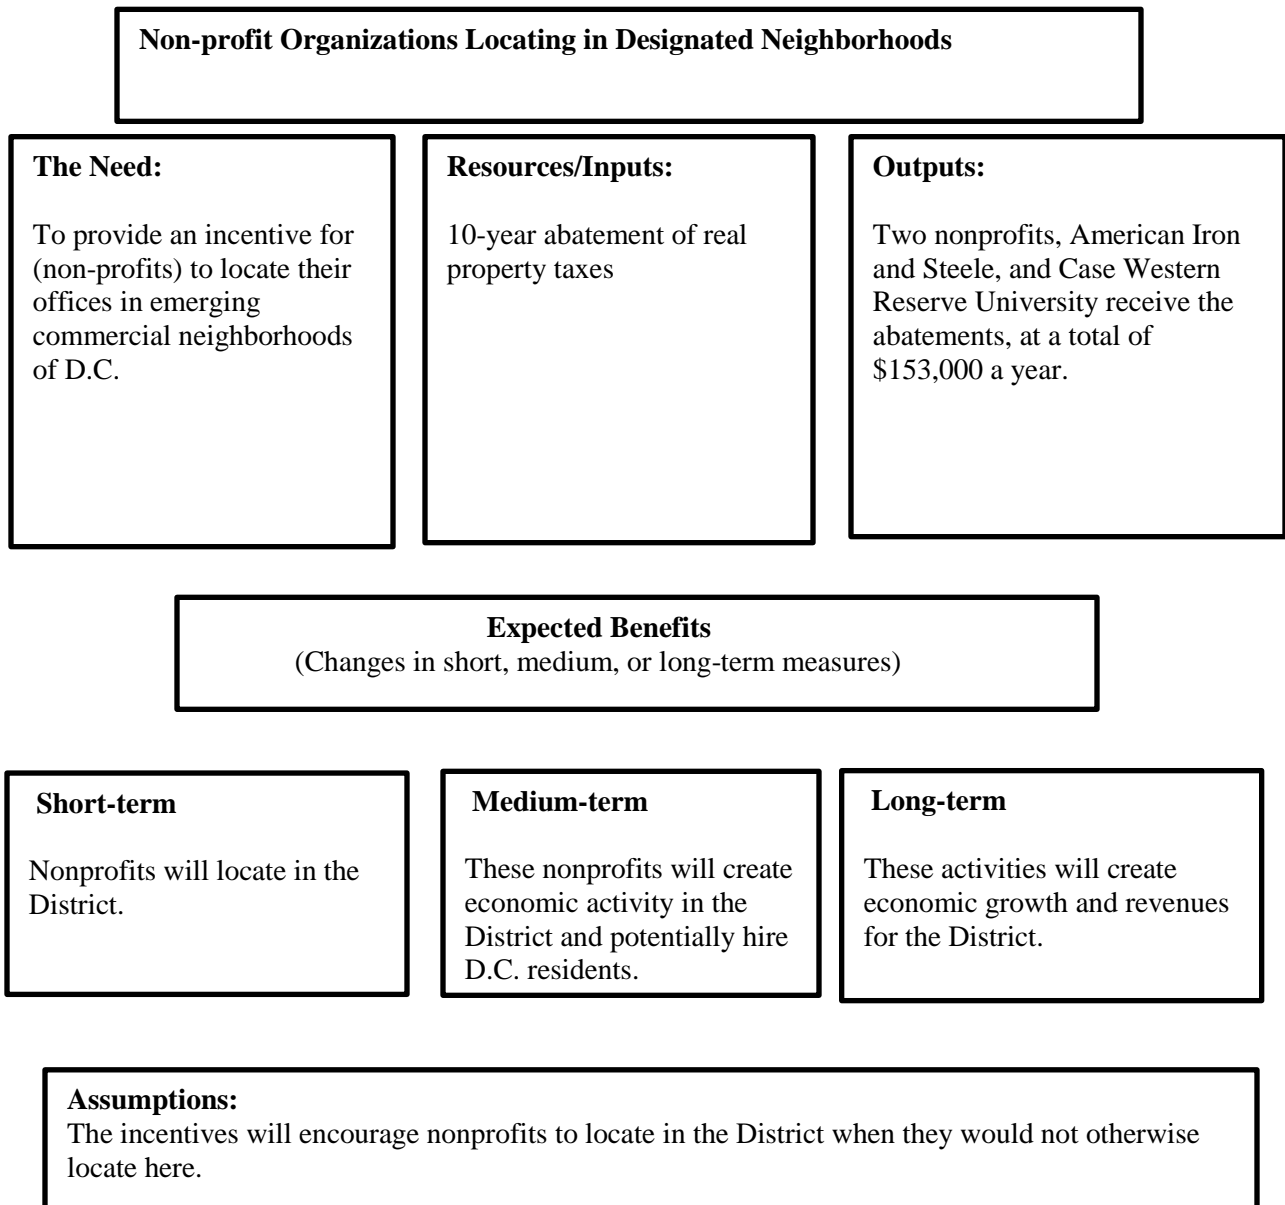 Non-profit Organizations Locating in Designated Neighborhoods
The Need:
To provide an incentive for
(non-profits) to locate their
offices in emerging
commercial neighborhoods
of D.C.
Resources/Inputs:
10-year abatement of real
property taxes
Outputs:
Two nonprofits, American Iron
and Steele, and Case Western
Reserve University receive the
abatements, at a total of
$153,000 a year.
Expected Benefits
(Changes in short, medium, or long-term measures)
Short-term
Nonprofits will locate in the
District.
Medium-term
These nonprofits will create
economic activity in the
District and potentially hire
D.C. residents.
Long-term
These activities will create
economic growth and revenues
for the District.
Assumptions:
The incentives will encourage nonprofits to locate in the District when they would not otherwise
locate here.